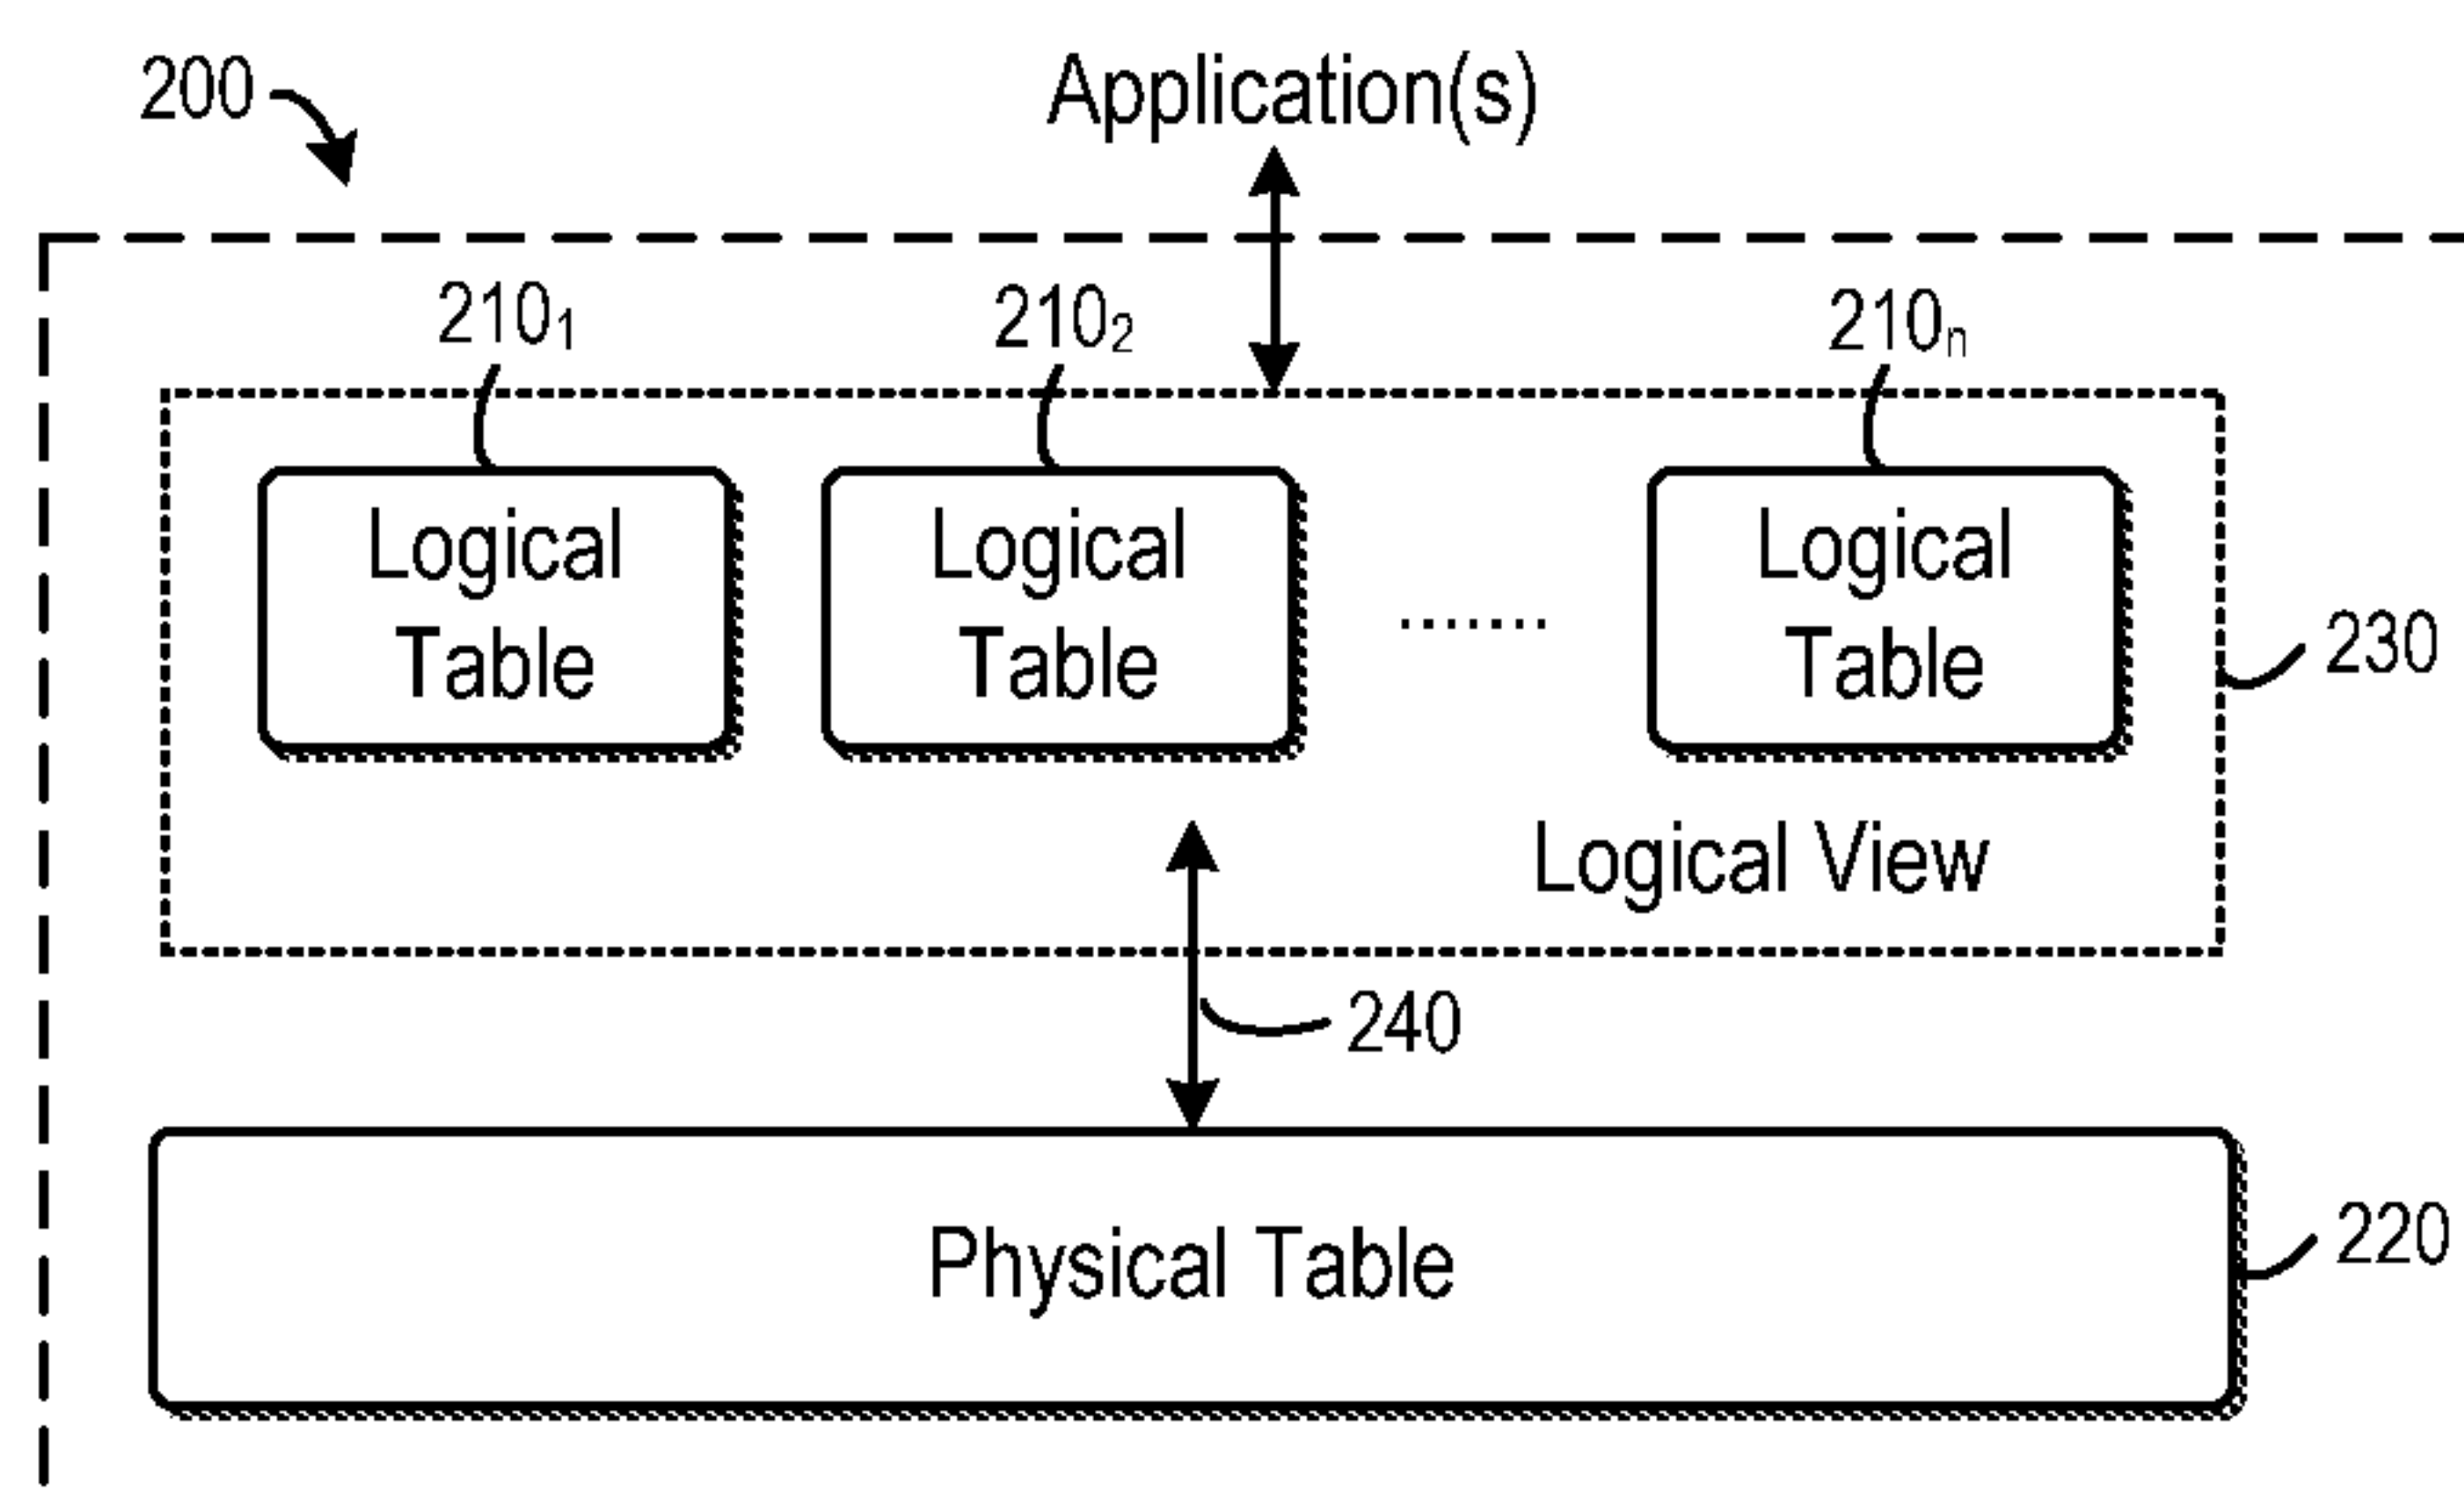 200
Application(s)
210₁
210₂
210ₙ
Logical
Table
Logical
Table
.......
Logical
Table
230
Logical View
240
Physical Table
220